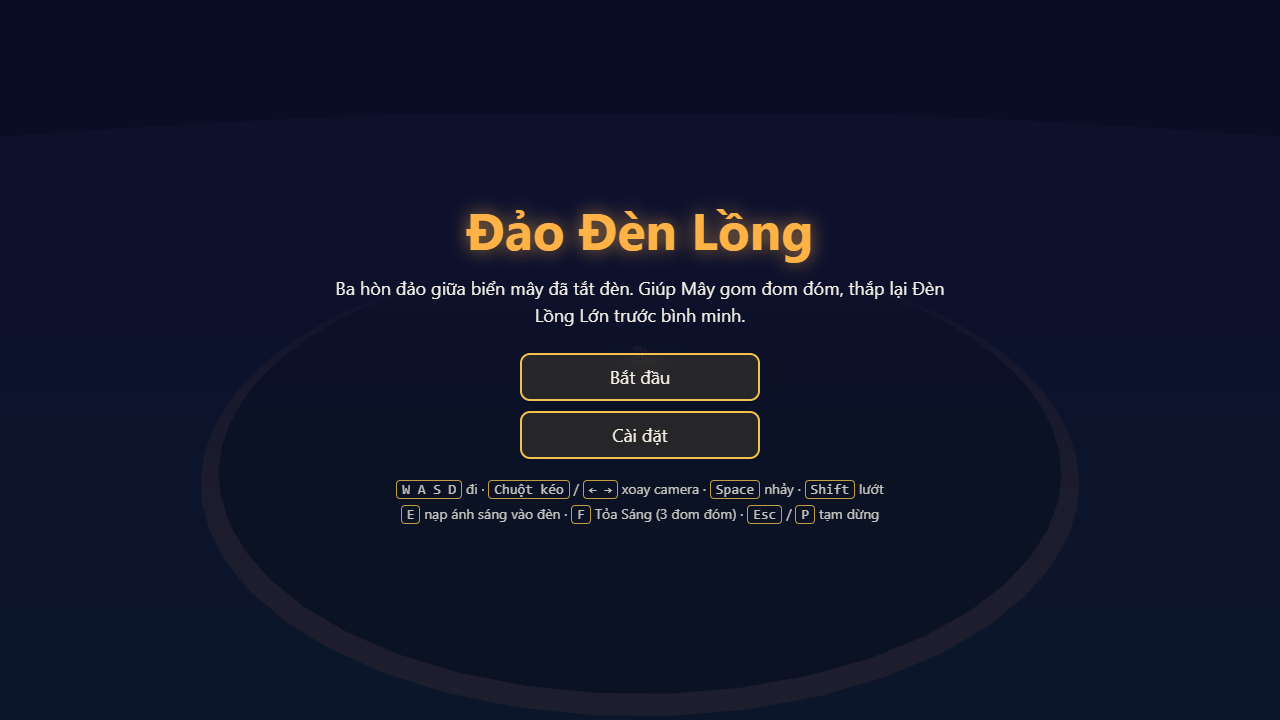 Đảo Đèn Lồng
Ba hòn đảo giữa biển mây đã tắt đèn. Giúp Mây gom đom đóm, thắp lại Đèn
Lồng Lớn trước bình minh.
Bắt đầu
Cài đặt
W A S D đi · Chuột kéo / ← → xoay camera · Space nhảy · Shift lướt
E nạp ánh sáng vào đèn · F Tỏa Sáng (3 đom đóm) · Esc / P tạm dừng